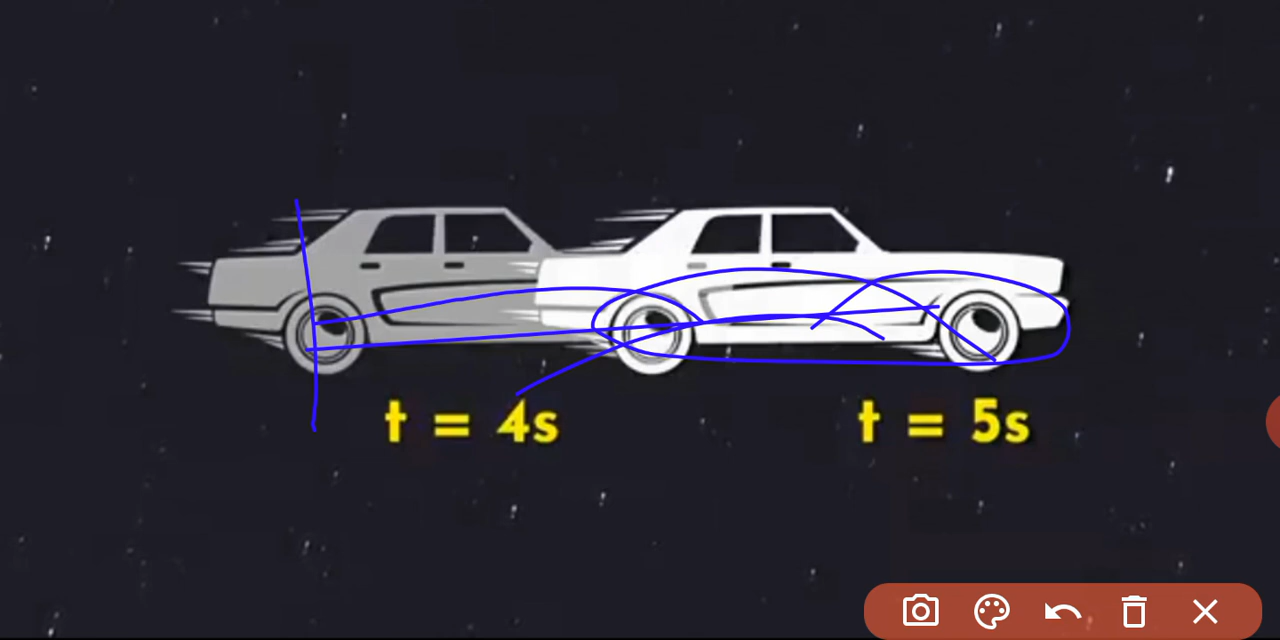 t = 4s
t = 5s